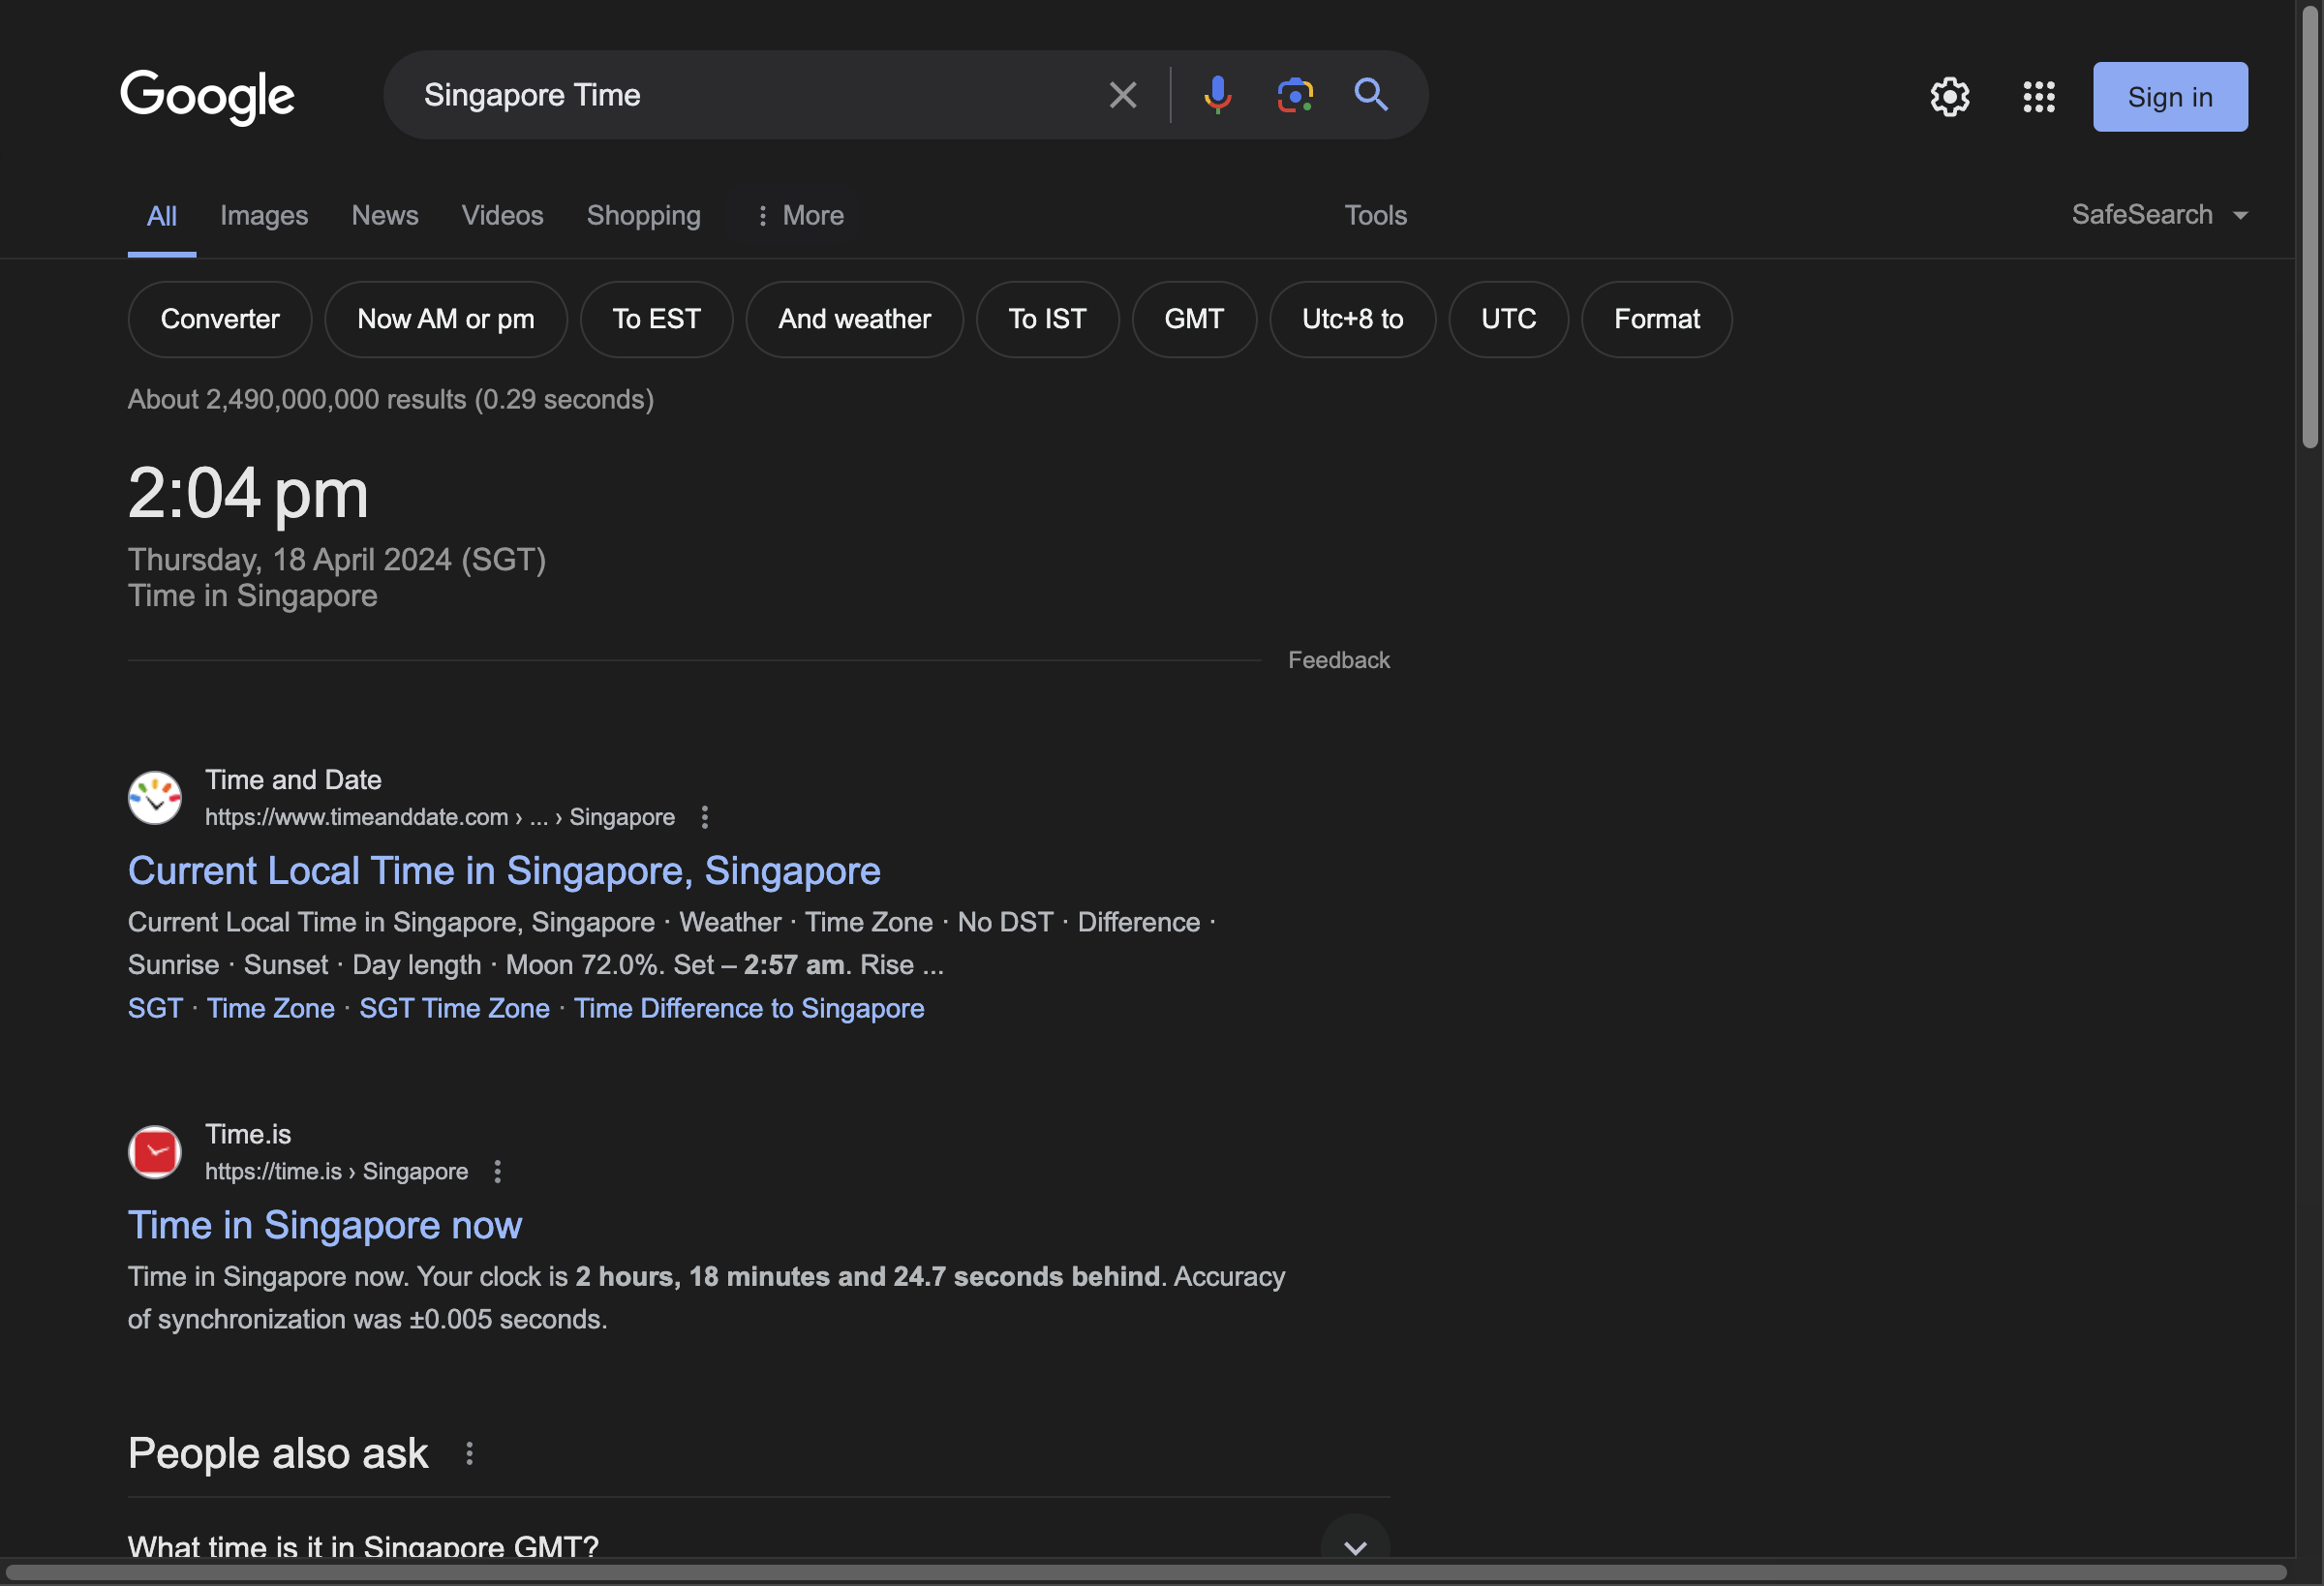 Google
Singapore Time
Sign in
All Images News Videos Shopping More Tools SafeSearch
Converter Now AM or pm To EST And weather To IST GMT Utc+8 to UTC Format
About 2,490,000,000 results (0.29 seconds)
2:04 pm
Thursday, 18 April 2024 (SGT)
Time in Singapore
Feedback
Time and Date
https://www.timeanddate.com › ... › Singapore
Current Local Time in Singapore, Singapore
Current Local Time in Singapore, Singapore · Weather · Time Zone · No DST · Difference ·
Sunrise · Sunset · Day length · Moon 72.0%. Set – 2:57 am. Rise ...
SGT · Time Zone · SGT Time Zone · Time Difference to Singapore
Time.is
https://time.is › Singapore
Time in Singapore now
Time in Singapore now. Your clock is 2 hours, 18 minutes and 24.7 seconds behind. Accuracy
of synchronization was ±0.005 seconds.
People also ask
What time is it in Singapore GMT?